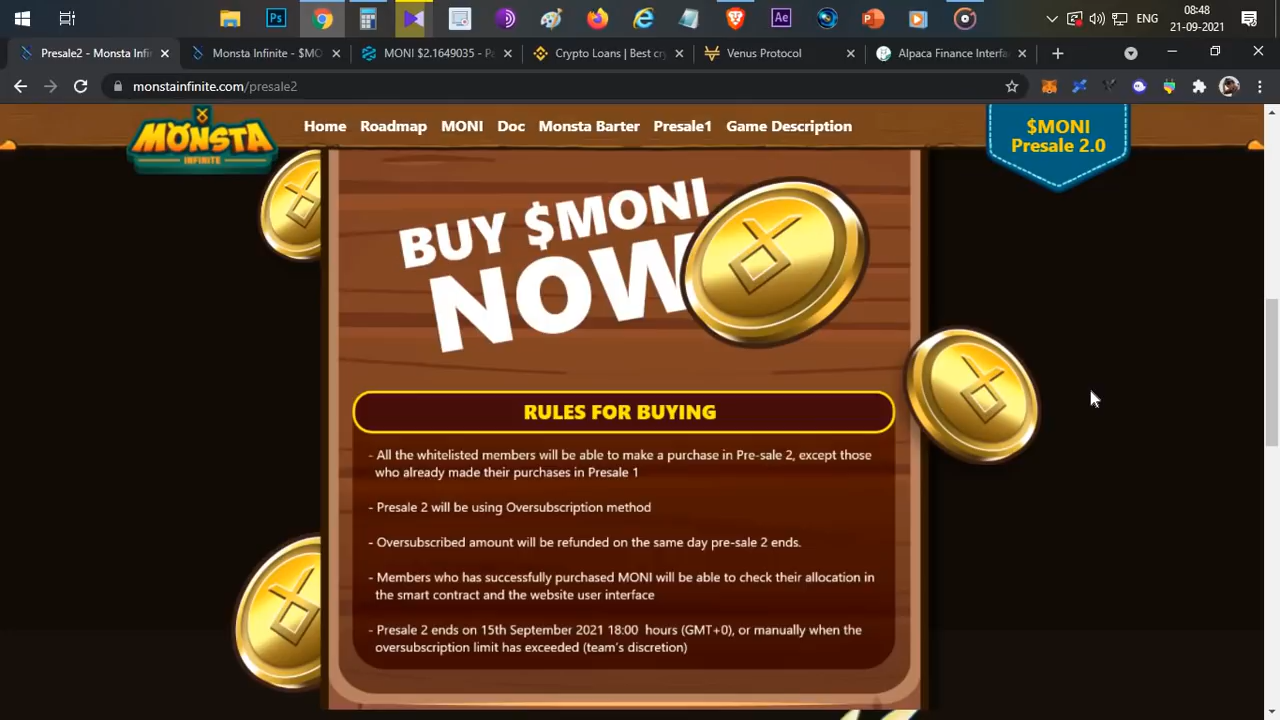 08:48
ENG
21-09-2021
Presale2 - Monsta Infin
Monsta Infinite - $MO
MONI $2.1649035 - Pa
Crypto Loans | Best cry
Venus Protocol
Alpaca Finance Interfa
monstainfinite.com/presale2
MONSTA
INFINITE
Home Roadmap MONI Doc Monsta Barter Presale1 Game Description
$MONI
Presale 2.0
BUY $MONI
NOW
RULES FOR BUYING
- All the whitelisted members will be able to make a purchase in Pre-sale 2, except those
who already made their purchases in Presale 1
- Presale 2 will be using Oversubscription method
- Oversubscribed amount will be refunded on the same day pre-sale 2 ends.
- Members who has successfully purchased MONI will be able to check their allocation in
the smart contract and the website user interface
- Presale 2 ends on 15th September 2021 18:00 hours (GMT+0), or manually when the
oversubscription limit has exceeded (team's discretion)